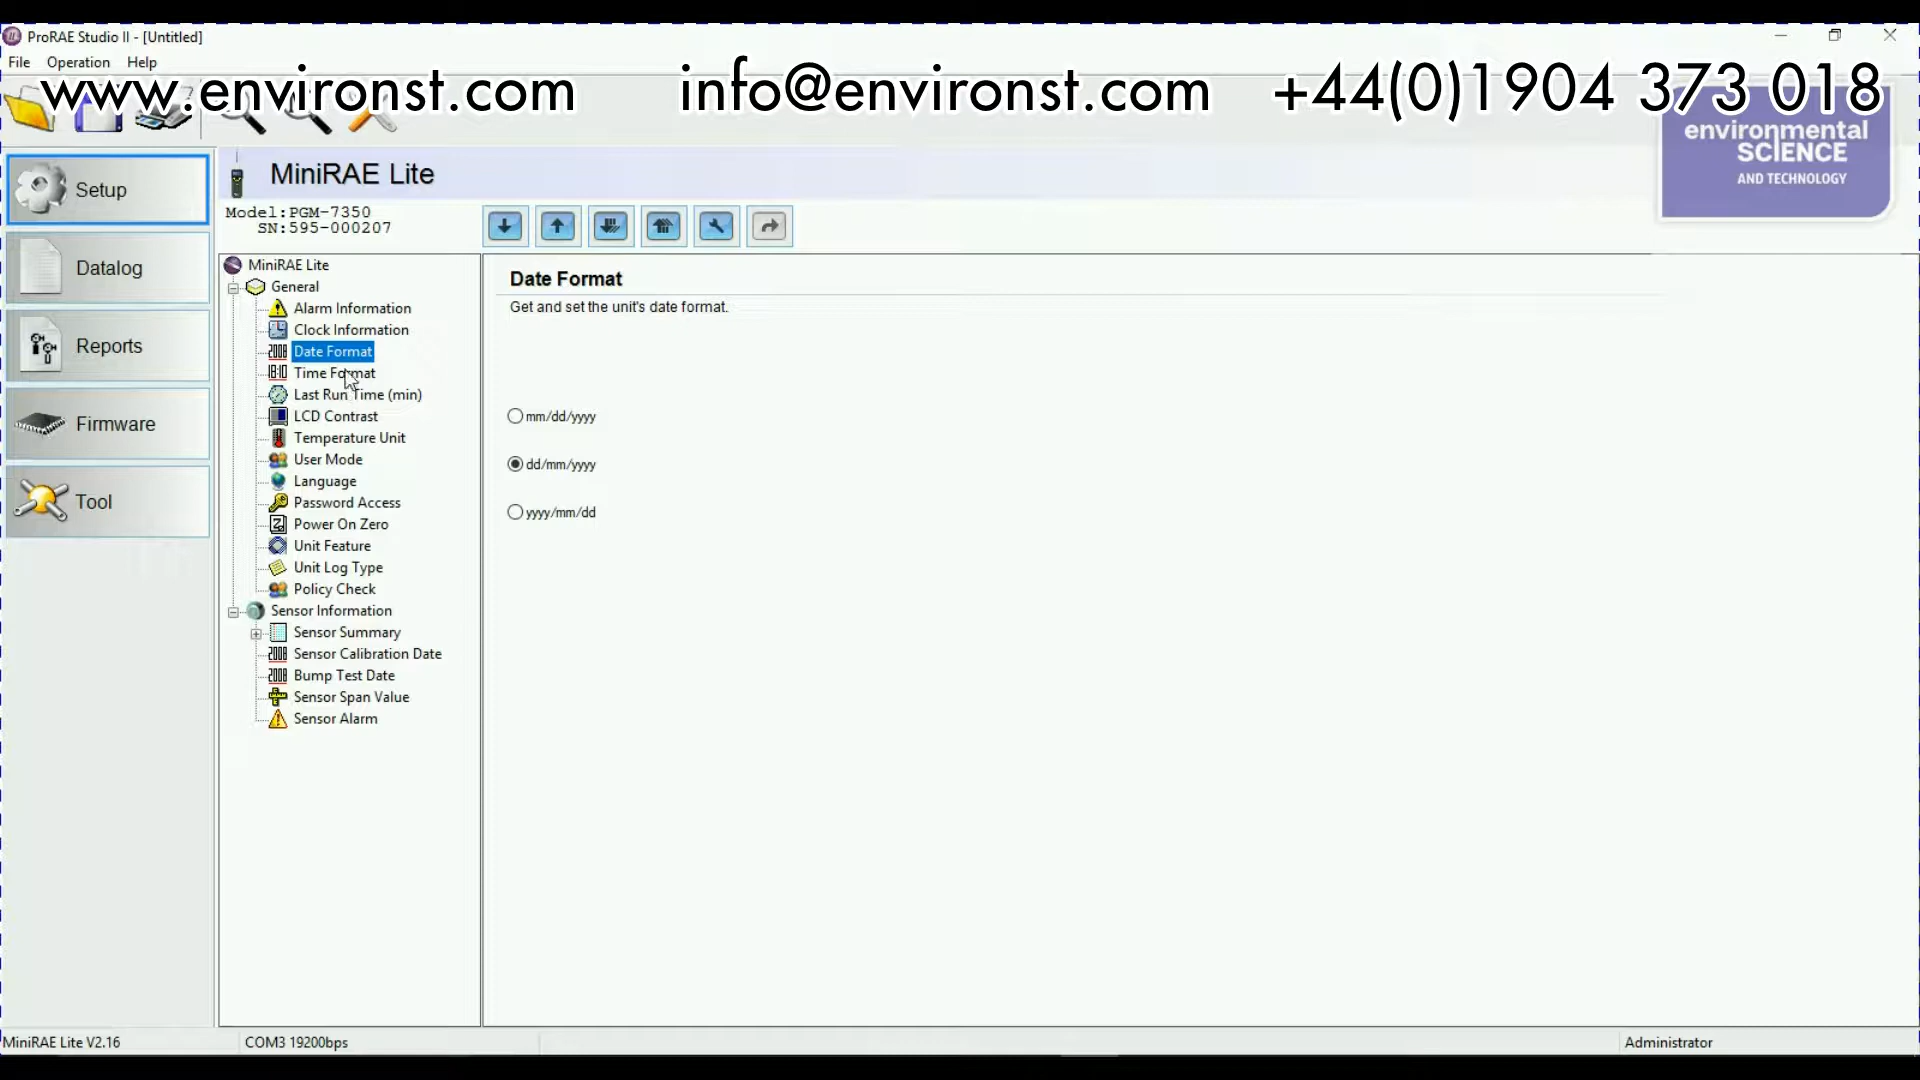 ProRAE Studio II - [Untitled]
File Operation Help
www.environst.com info@environst.com +44(0)1904 373 018
environmental
SCIENCE
AND TECHNOLOGY
Setup
Datalog
Reports
Firmware
Tool
MiniRAE Lite
Model:PGM-7350
SN:595-000207
MiniRAE Lite
General
Alarm Information
Clock Information
Date Format
Time Format
Last Run Time (min)
LCD Contrast
Temperature Unit
User Mode
Language
Password Access
Power On Zero
Unit Feature
Unit Log Type
Policy Check
Sensor Information
Sensor Summary
Sensor Calibration Date
Bump Test Date
Sensor Span Value
Sensor Alarm
Date Format
Get and set the unit's date format.
mm/dd/yyyy
dd/mm/yyyy
yyyy/mm/dd
MiniRAE Lite V2.16 COM3 19200bps Administrator